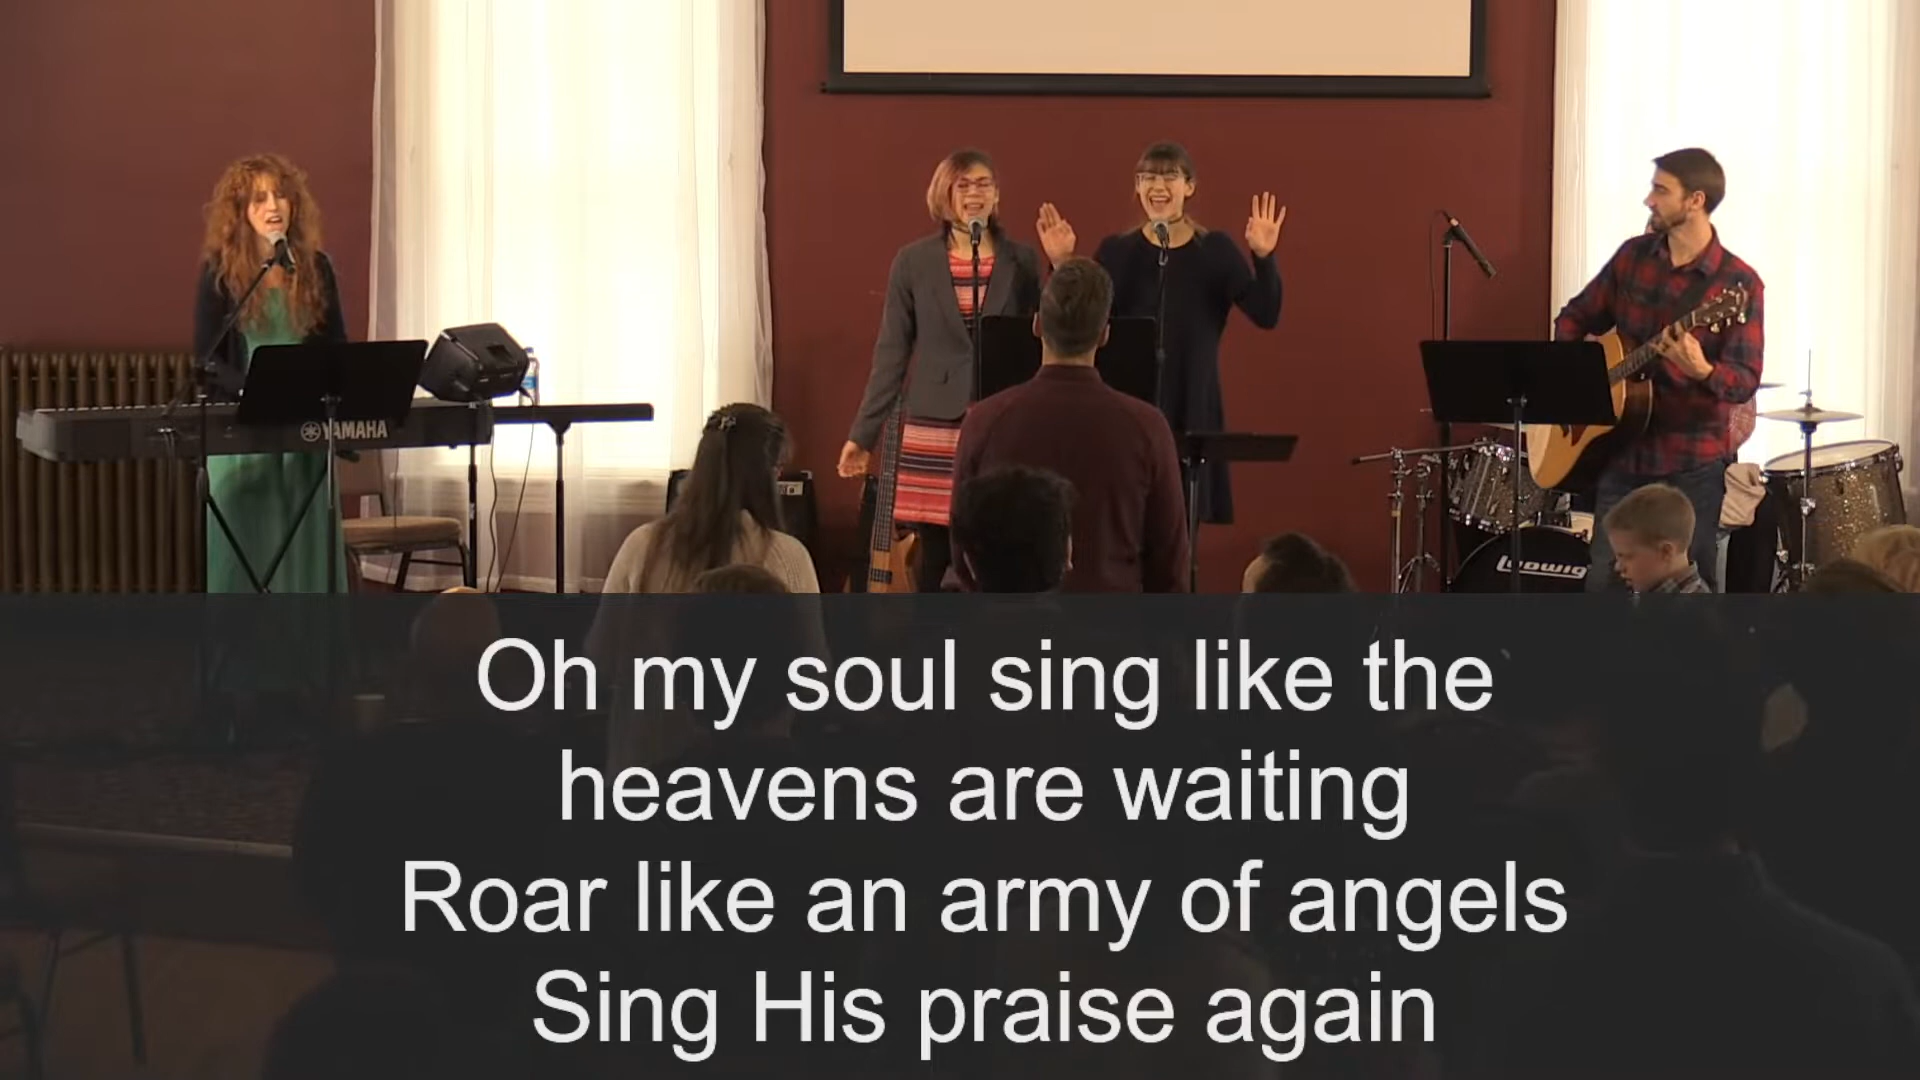 YAMAHA
Ludwig
Oh my soul sing like the
heavens are waiting
Roar like an army of angels
Sing His praise again